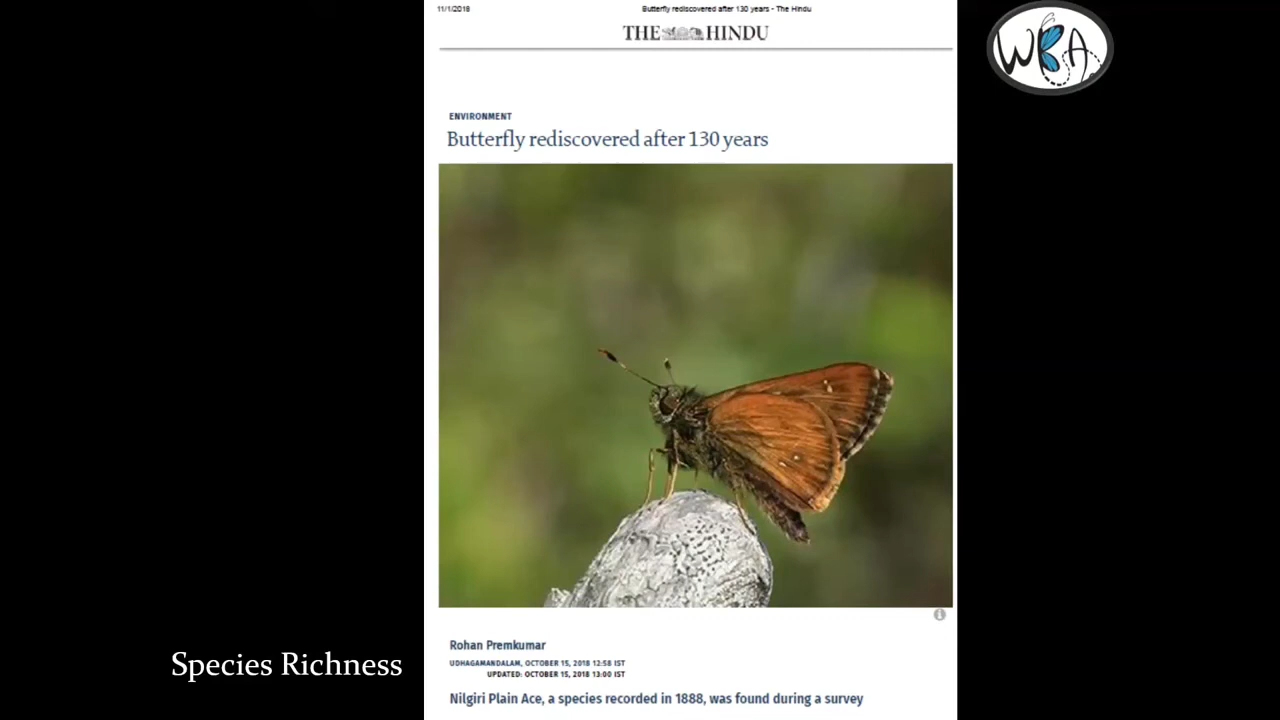 11/1/2018 Butterfly rediscovered after 130 years - The Hindu
THE HINDU
WBA
ENVIRONMENT
Butterfly rediscovered after 130 years
Rohan Premkumar
UDHAGAMANDALAM, OCTOBER 15, 2018 12:58 IST
UPDATED: OCTOBER 15, 2018 13:00 IST
Species Richness
Nilgiri Plain Ace, a species recorded in 1888, was found during a survey